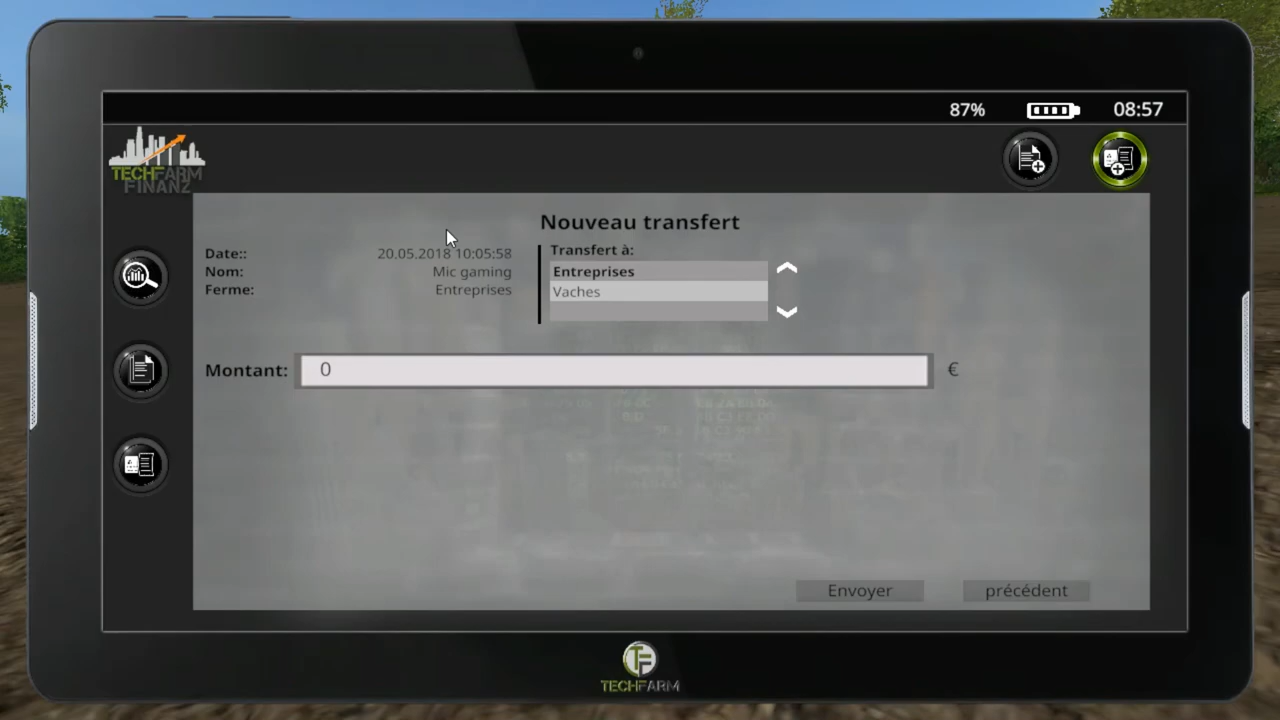 87%
08:57
TECHFARM
FINANZ
Nouveau transfert
Date:: 20.05.2018 10:05:58
Nom: Mic gaming
Ferme: Entreprises
Transfert à:
Entreprises
Vaches
Montant: 0 €
Envoyer
précédent
TECHFARM